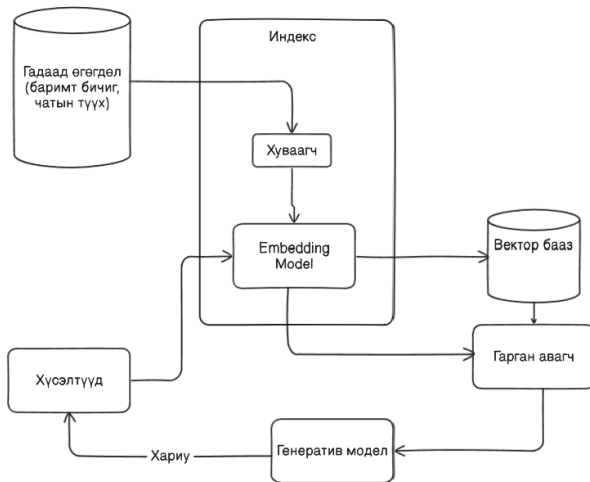 Индекс
Гадаад өгөгдөл
(баримт бичиг,
чатын түүх)
Хуваагч
Embedding
Model
Вектор бааз
Гарган авагч
Хүсэлтүүд
Хариу
Генератив модел